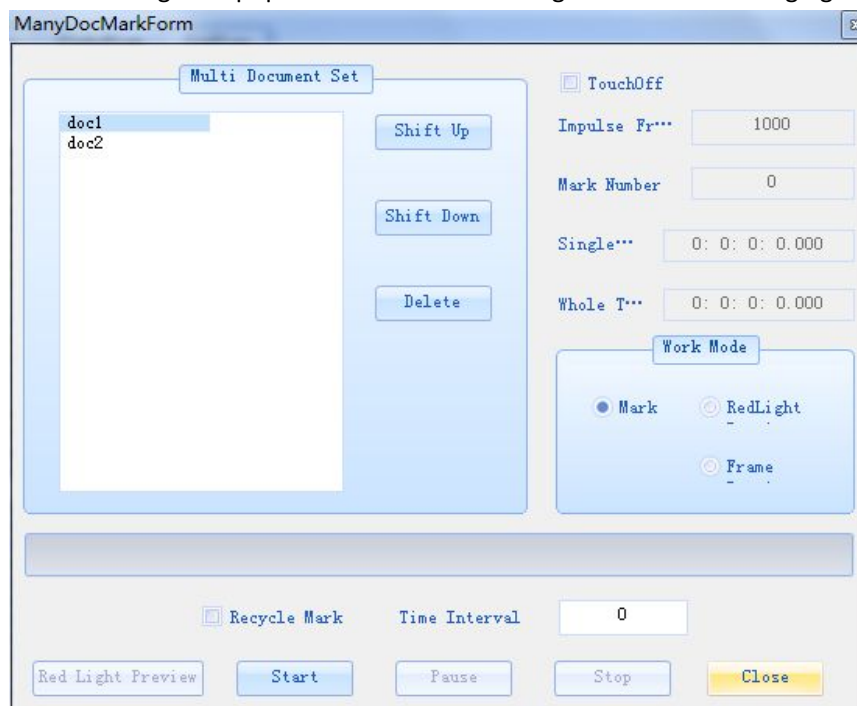 ManyDocMarkForm
Multi Document Set
doc1
doc2
Shift Up
Shift Down
Delete
TouchOff
Impulse Fr···
1000
Mark Number
0
Single···
0: 0: 0: 0.000
Whole T···
0: 0: 0: 0.000
Work Mode
Mark
RedLight
Frame
Recycle Mark
Time Interval
0
Red Light Preview
Start
Pause
Stop
Close